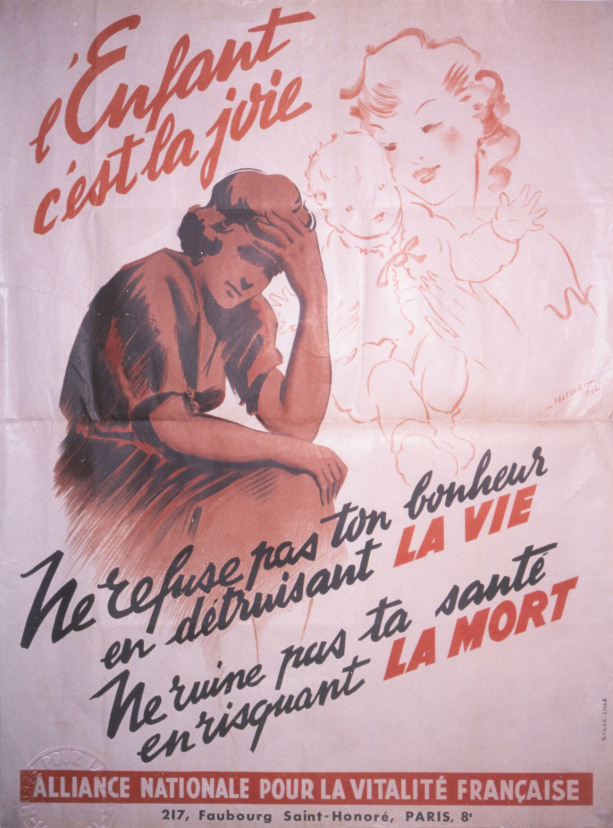 l'Enfant
c'est la joie
Ne refuse pas ton bonheur
en détruisant LA VIE
Ne ruine pas ta santé
en risquant LA MORT
ALLIANCE NATIONALE POUR LA VITALITÉ FRANÇAISE
217, Faubourg Saint-Honoré, PARIS, 8ᵉ